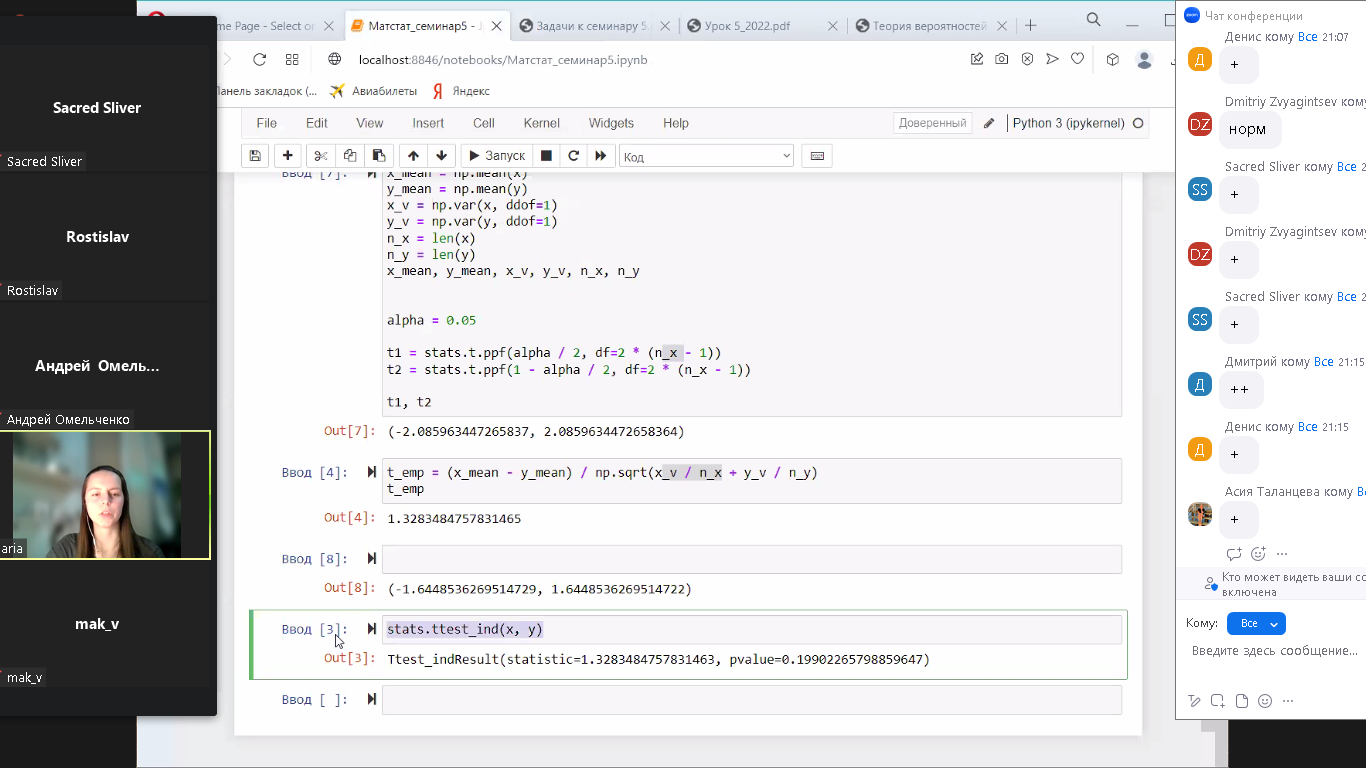 ome Page - Select or
Матстат_семинар5 - J
Задачи к семинару 5.
Урок 5_2022.pdf
Теория вероятностей
localhost:8846/notebooks/Матстат_семинар5.ipynb
Панель закладок (...
Авиабилеты
Яндекс
File Edit View Insert Cell Kernel Widgets Help
Доверенный
Python 3 (ipykernel)
Запуск
Код
Ввод [7]:
x_mean = np.mean(x)
y_mean = np.mean(y)
x_v = np.var(x, ddof=1)
y_v = np.var(y, ddof=1)
n_x = len(x)
n_y = len(y)
x_mean, y_mean, x_v, y_v, n_x, n_y
alpha = 0.05
t1 = stats.t.ppf(alpha / 2, df=2 * (n_x - 1))
t2 = stats.t.ppf(1 - alpha / 2, df=2 * (n_x - 1))
t1, t2
Out[7]: (-2.085963447265837, 2.0859634472658364)
Ввод [4]: t_emp = (x_mean - y_mean) / np.sqrt(x_v / n_x + y_v / n_y)
t_emp
Out[4]: 1.3283484757831465
Ввод [8]:
Out[8]: (-1.6448536269514729, 1.6448536269514722)
Ввод [3]: stats.ttest_ind(x, y)
Out[3]: Ttest_indResult(statistic=1.3283484757831463, pvalue=0.19902265798859647)
Ввод [ ]:
Sacred Sliver
Sacred Sliver
Rostislav
Rostislav
Андрей Омель...
Андрей Омельченко
aria
mak_v
mak_v
zoom
Чат конференции
Денис кому Все 21:07
Д
+
Dmitriy Zvyagintsev кому
DZ
норм
Sacred Sliver кому Все 2
SS
+
Dmitriy Zvyagintsev кому
DZ
+
Sacred Sliver кому Все 2
SS
+
Дмитрий кому Все 21:15
Д
++
Денис кому Все 21:15
Д
+
Асия Таланцева кому В
+
Кто может видеть ваши со
включена
Кому: Все
Введите здесь сообщение...